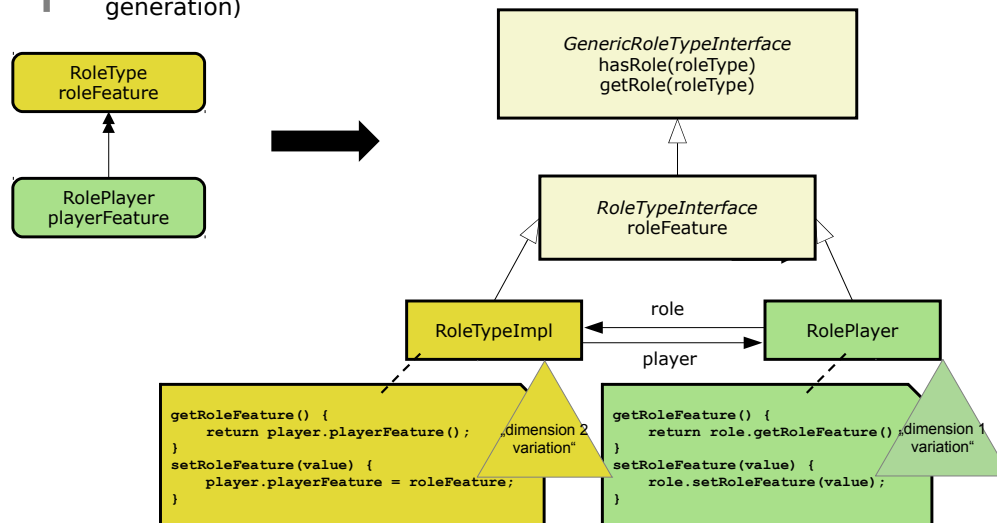 generation)
RoleType
roleFeature
RolePlayer
playerFeature
GenericRoleTypeInterface
hasRole(roleType)
getRole(roleType)
RoleTypeInterface
roleFeature
RoleTypeImpl
role
player
RolePlayer
getRoleFeature() {
return player.playerFeature();
}
setRoleFeature(value) {
player.playerFeature = roleFeature;
}
„dimension 2
variation“
getRoleFeature() {
return role.getRoleFeature()
}
setRoleFeature(value) {
role.setRoleFeature(value);
}
„dimension 1
variation“